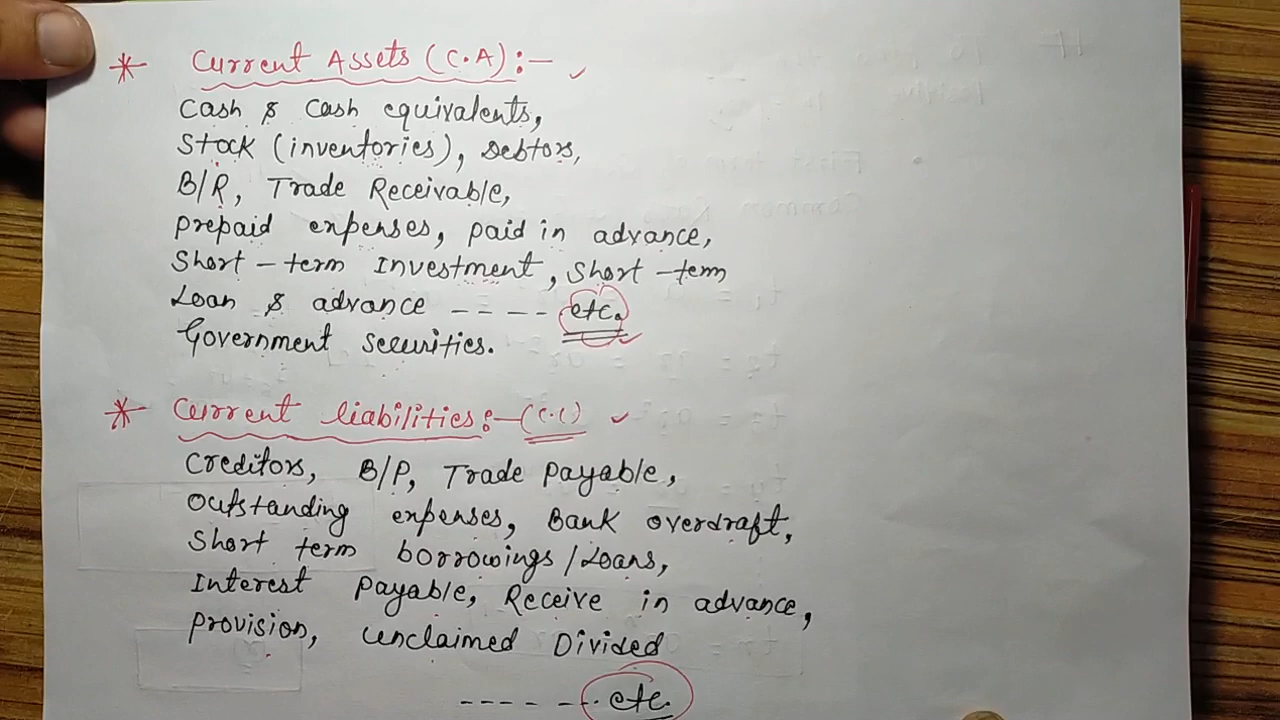 * Current Assets (C.A):-
Cash & Cash equivalents,
Stock (inventories), Debtors,
B/R, Trade Receivable,
Prepaid expenses, paid in advance,
Short-term Investment, Short-term
Loan & advance ----- etc.
Government securities.
* Current liabilities:-(C.L)
Creditors, B/P, Trade payable,
Outstanding expenses, Bank overdraft,
Short term borrowings/Loans,
Interest payable, Receive in advance,
Provision, Unclaimed Divided
------- etc.